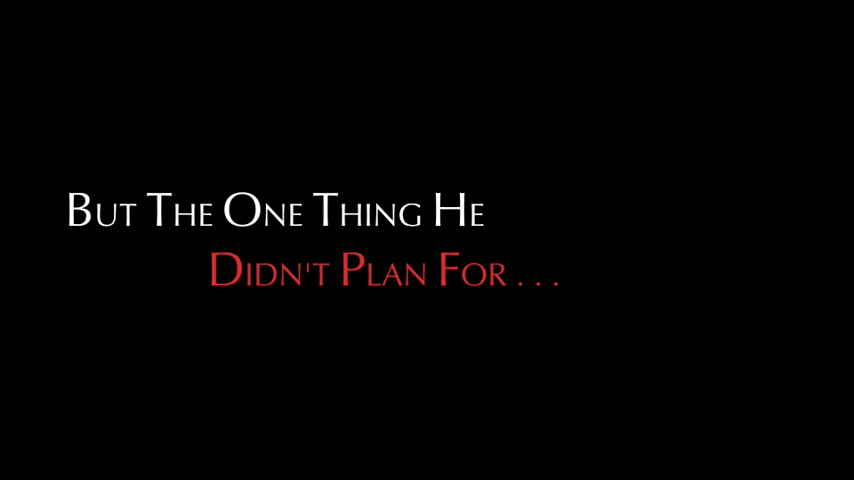 But The One Thing He
Didn't Plan For . . .